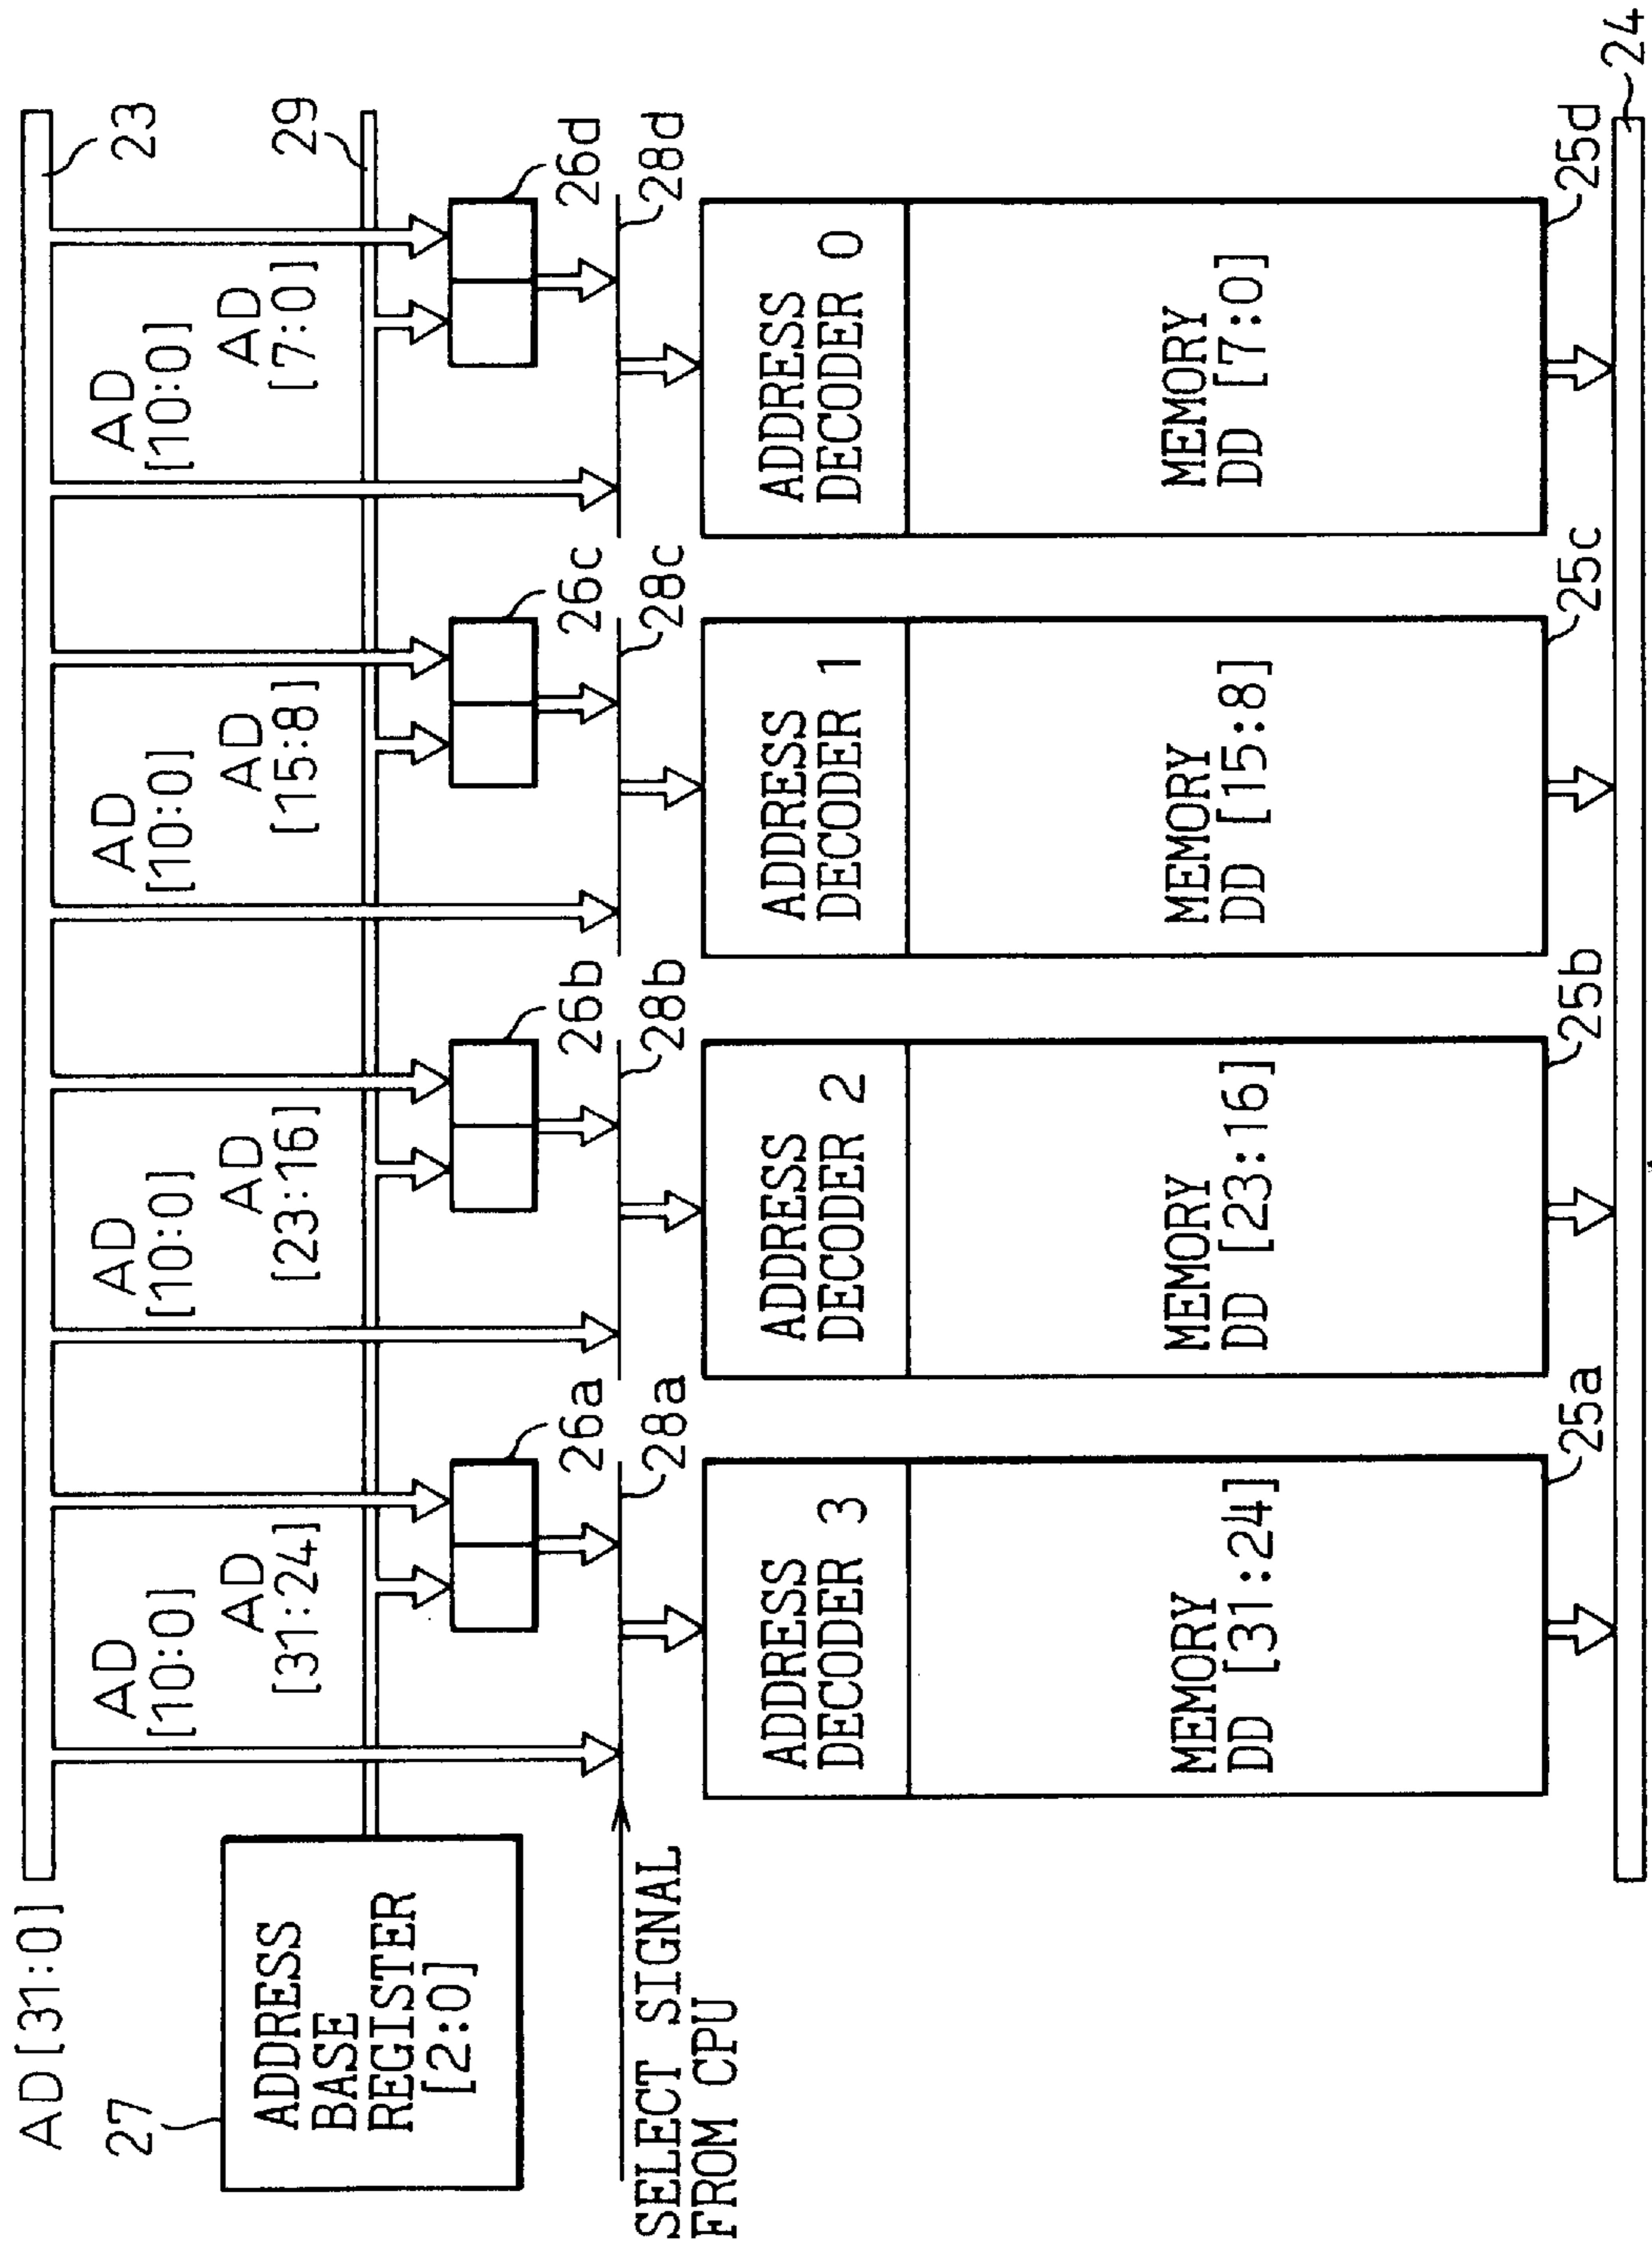 AD [31:0]
23
27
ADDRESS
BASE
REGISTER
[2:0]
29
AD
[10:0]
AD
[31:24]
AD
[10:0]
AD
[23:16]
AD
[10:0]
AD
[15:8]
AD
[10:0]
AD
[7:0]
26a
26b
26c
26d
SELECT SIGNAL
FROM CPU
28a
28b
28c
28d
ADDRESS
DECODER 3
MEMORY
DD [31:24]
25a
ADDRESS
DECODER 2
MEMORY
DD [23:16]
25b
ADDRESS
DECODER 1
MEMORY
DD [15:8]
25c
ADDRESS
DECODER 0
MEMORY
DD [7:0]
25d
24